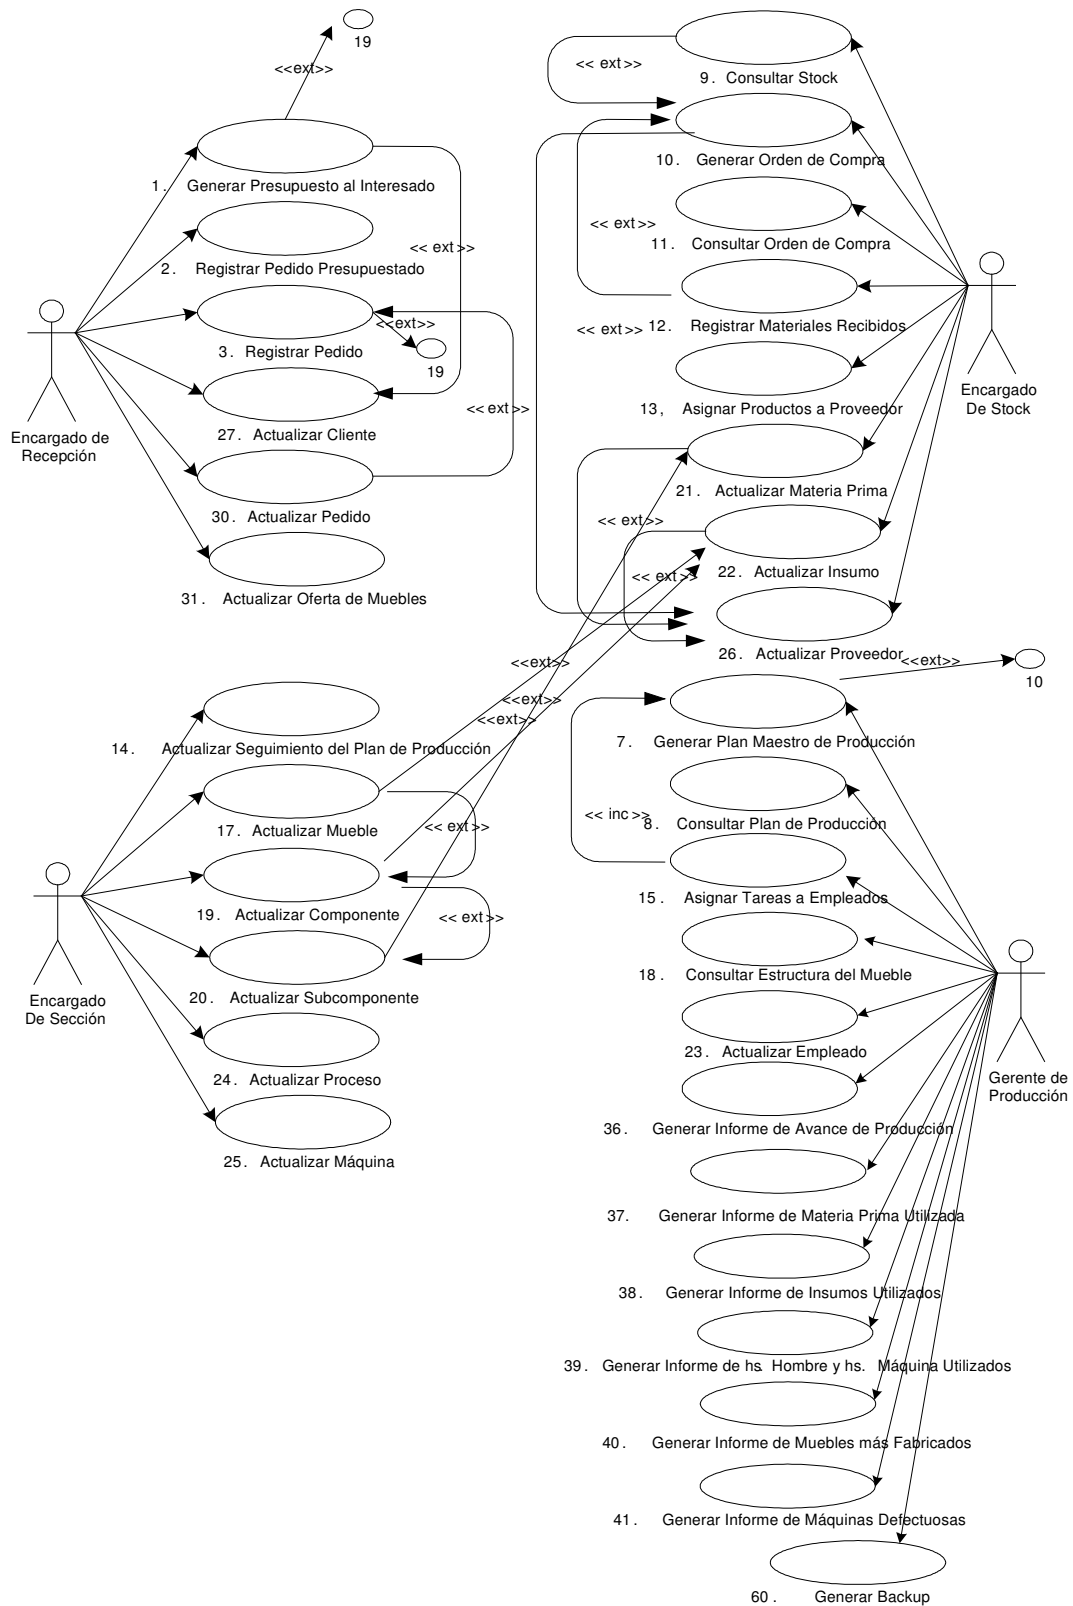 19
<<ext>>
1. Generar Presupuesto al Interesado
<< ext >>
2. Registrar Pedido Presupuestado
<<ext>>
3. Registrar Pedido
19
Encargado de
Recepción
27. Actualizar Cliente
<< ext >>
30. Actualizar Pedido
31. Actualizar Oferta de Muebles
<< ext >>
9. Consultar Stock
10. Generar Orden de Compra
<< ext >>
11. Consultar Orden de Compra
<< ext >>
12. Registrar Materiales Recibidos
Encargado
De Stock
13, Asignar Productos a Proveedor
21. Actualizar Materia Prima
<< ext >>
22. Actualizar Insumo
<< ext >>
26. Actualizar Proveedor
<<ext>>
<<ext>>
<<ext>>
<<ext>>
10
14. Actualizar Seguimiento del Plan de Producción
17. Actualizar Mueble
<< ext >>
19. Actualizar Componente
<< ext >>
20. Actualizar Subcomponente
Encargado
De Sección
24. Actualizar Proceso
25. Actualizar Máquina
7. Generar Plan Maestro de Producción
<< inc >>
8. Consultar Plan de Producción
15. Asignar Tareas a Empleados
18. Consultar Estructura del Mueble
23. Actualizar Empleado
Gerente de
Producción
36. Generar Informe de Avance de Producción
37. Generar Informe de Materia Prima Utilizada
38. Generar Informe de Insumos Utilizados
39. Generar Informe de hs. Hombre y hs. Máquina Utilizados
40. Generar Informe de Muebles más Fabricados
41. Generar Informe de Máquinas Defectuosas
60. Generar Backup